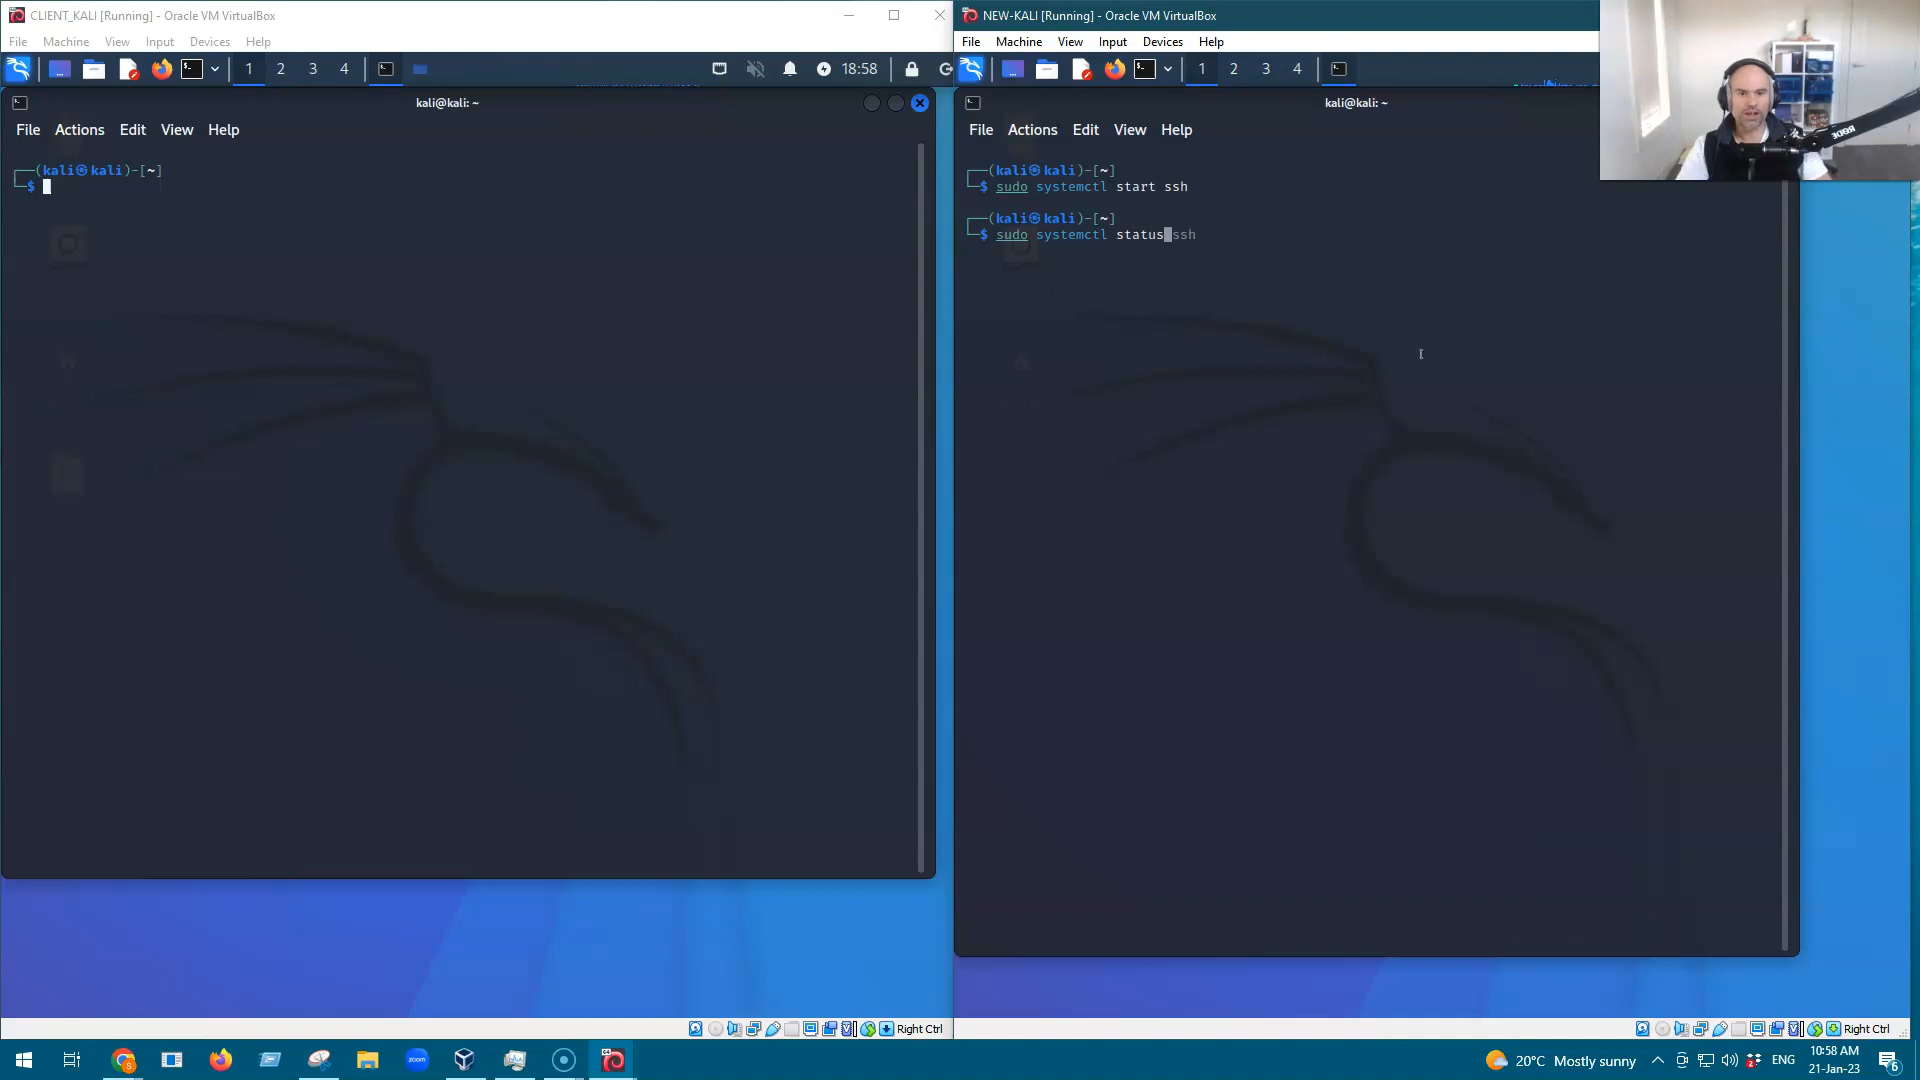 CLIENT_KALI [Running] - Oracle VM VirtualBox
File Machine View Input Devices Help
1 2 3 4
18:58
kali@kali: ~
File Actions Edit View Help
┌──(kali㉿kali)-[~]
└─$
Right Ctrl
NEW-KALI [Running] - Oracle VM VirtualBox
File Machine View Input Devices Help
1 2 3 4
kali@kali: ~
File Actions Edit View Help
┌──(kali㉿kali)-[~]
└─$ sudo systemctl start ssh
┌──(kali㉿kali)-[~]
└─$ sudo systemctl status ssh
Right Ctrl
RØDE
zoom
20°C Mostly sunny
ENG
10:58 AM
21-Jan-23
6